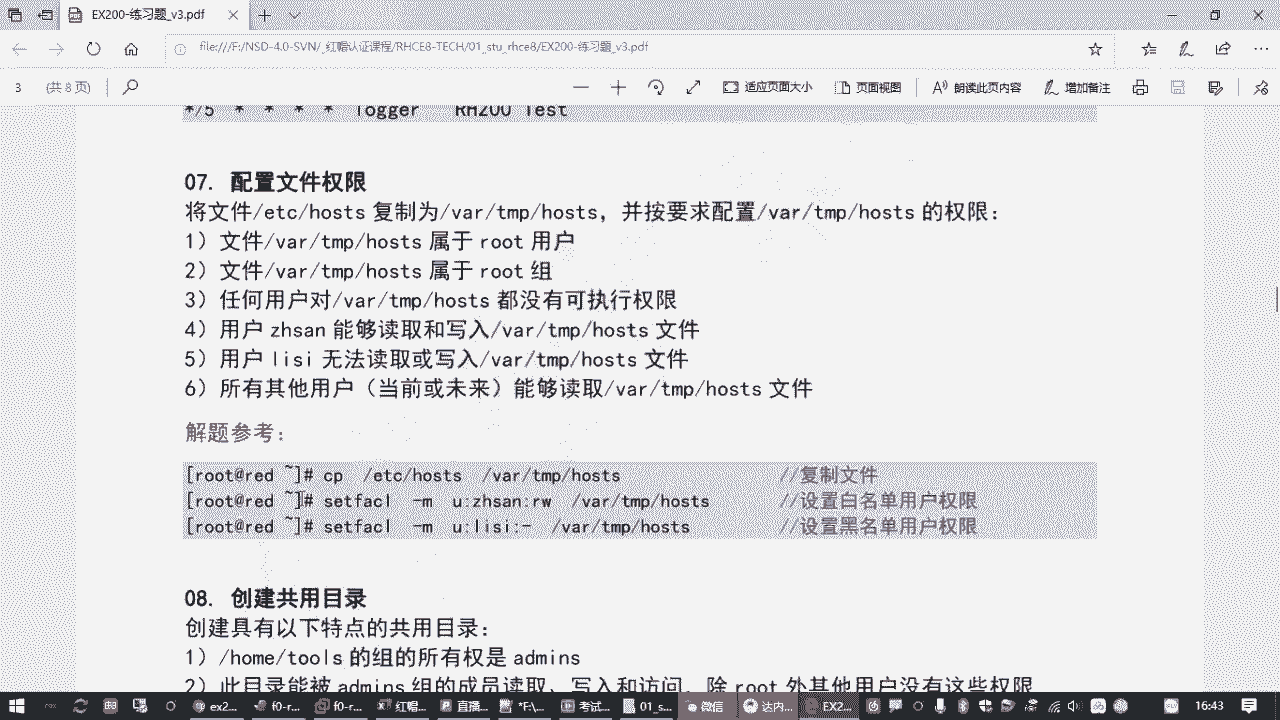 EX200-练习题_v3.pdf
file:///F:/NSD-4.0-SVN/_红帽认证课程/RHCE8-TECH/01_stu_rhce8/EX200-练习题_v3.pdf
3 (共 8 页) 适应页面大小 页面视图 朗读此页内容 增加备注
*/5 * * * * logger RH200 Test
07. 配置文件权限
将文件/etc/hosts 复制为/var/tmp/hosts，并按要求配置/var/tmp/hosts 的权限：
1）文件/var/tmp/hosts 属于 root 用户
2）文件/var/tmp/hosts 属于 root 组
3）任何用户对/var/tmp/hosts 都没有可执行权限
4）用户 zhsan 能够读取和写入/var/tmp/hosts 文件
5）用户 lisi 无法读取或写入/var/tmp/hosts 文件
6）所有其他用户（当前或未来）能够读取/var/tmp/hosts 文件
解题参考：
[root@red ~]# cp /etc/hosts /var/tmp/hosts //复制文件
[root@red ~]# setfacl -m u:zhsan:rw /var/tmp/hosts //设置白名单用户权限
[root@red ~]# setfacl -m u:lisi:- /var/tmp/hosts //设置黑名单用户权限
08. 创建共用目录
创建具有以下特点的共用目录：
1）/home/tools 的组的所有权是 admins
2）此目录能被 admins 组的成员读取、写入和访问，除 root 外其他用户没有这些权限
ex2... f0-r... f0-r... 红帽... 直播... *F:\... 考试... 01_s... 微信 达内... EX2... 16:43